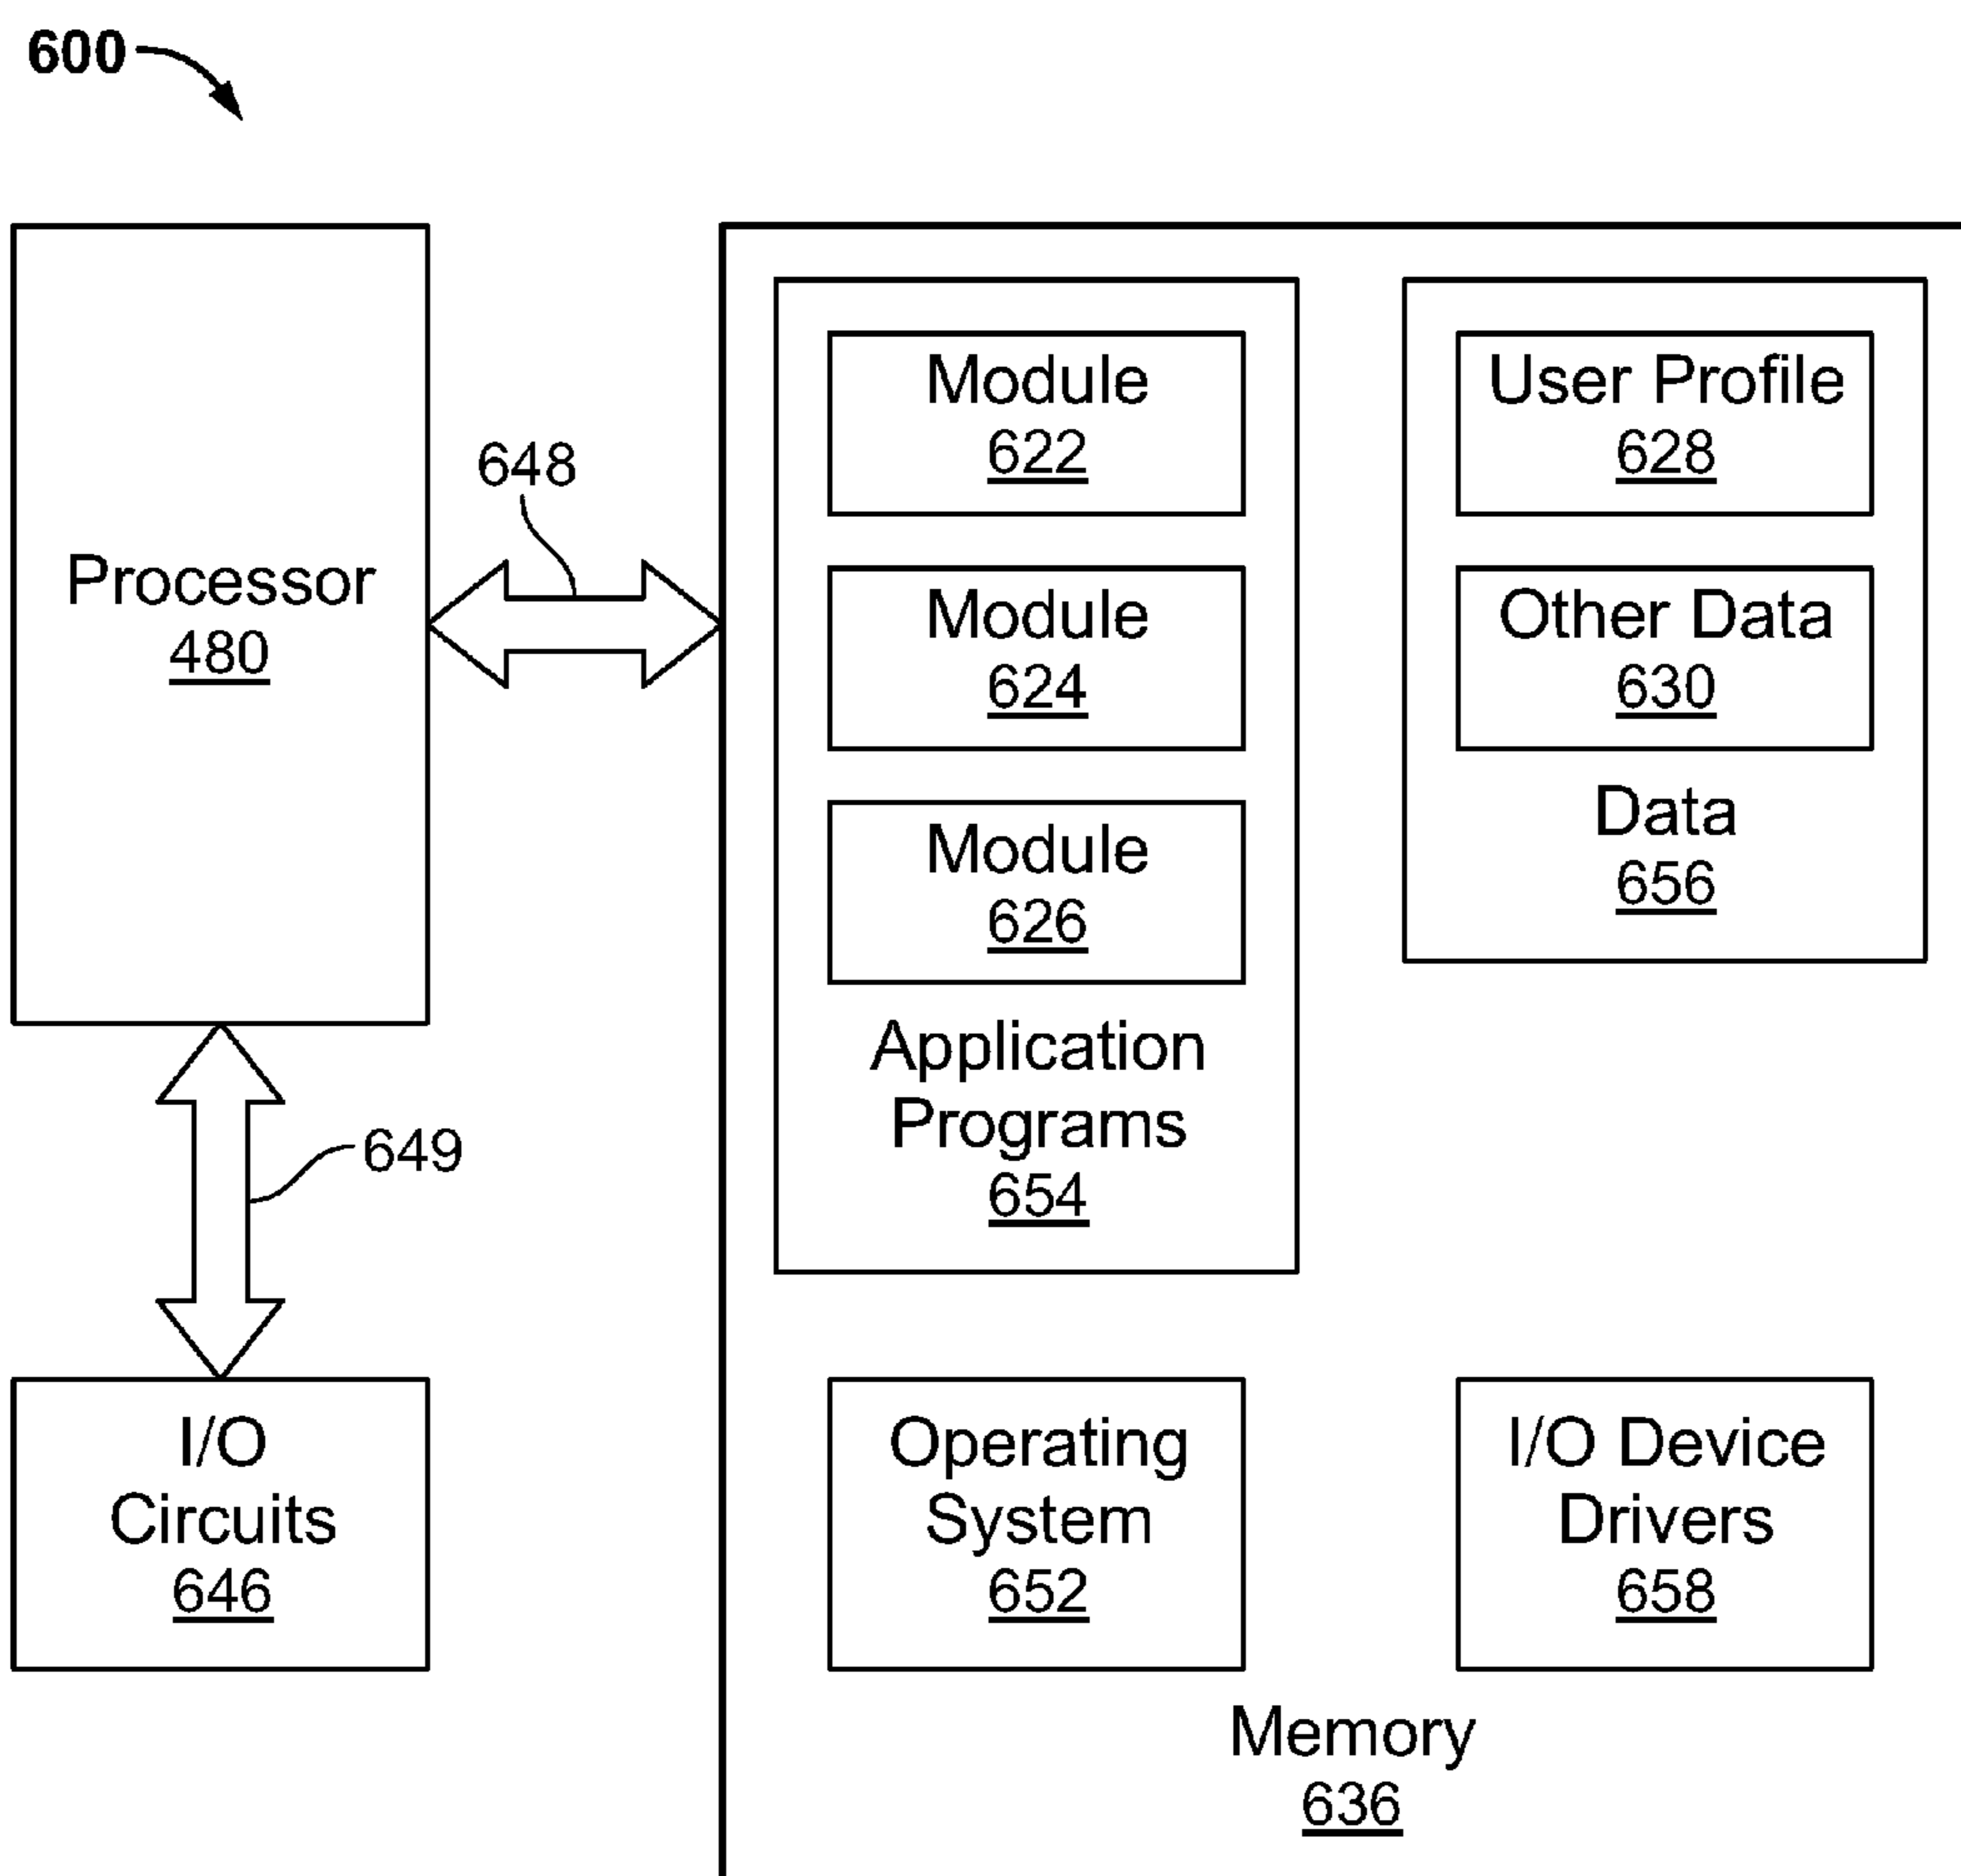 600
Processor
480
648
649
I/O
Circuits
646
Module
622
Module
624
Module
626
Application
Programs
654
User Profile
628
Other Data
630
Data
656
Operating
System
652
I/O Device
Drivers
658
Memory
636